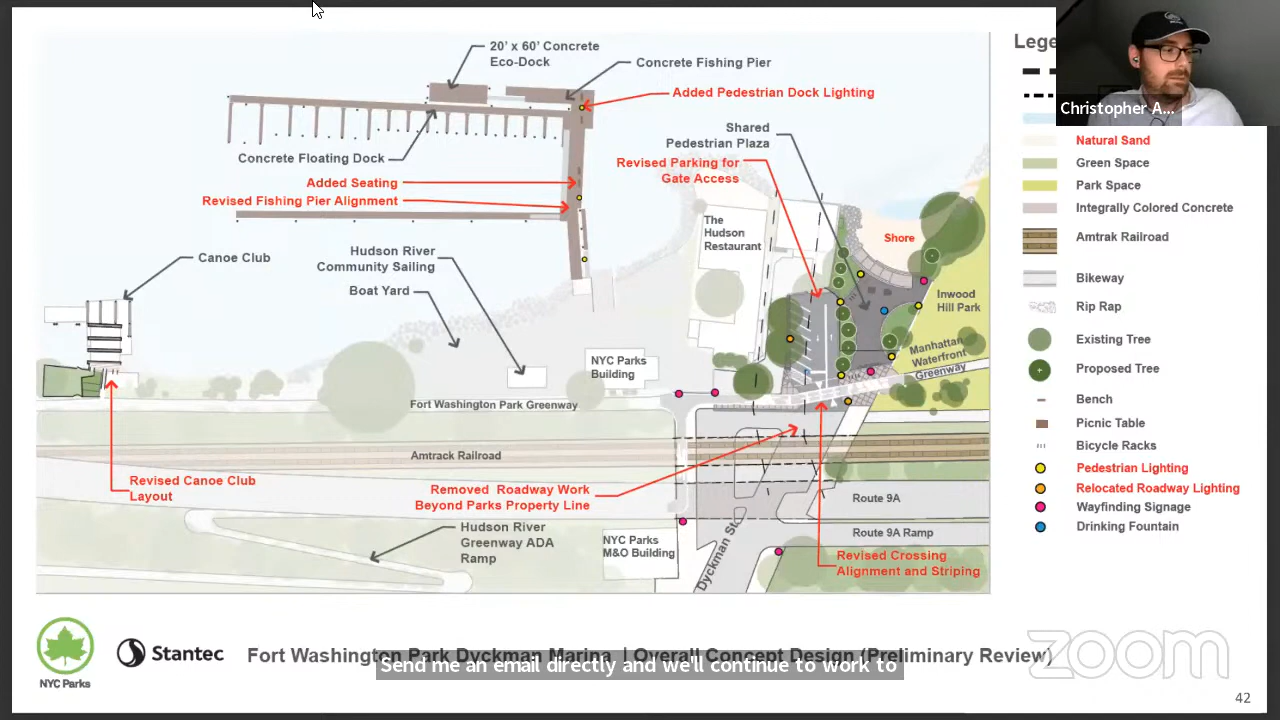 20' x 60' Concrete
Eco-Dock
Concrete Fishing Pier
Added Pedestrian Dock Lighting
Shared
Pedestrian Plaza
Revised Parking for
Gate Access
Concrete Floating Dock
Added Seating
Revised Fishing Pier Alignment
The
Hudson
Restaurant
Shore
Canoe Club
Hudson River
Community Sailing
Boat Yard
Inwood
Hill Park
Manhattan
Waterfront
Greenway
NYC Parks
Building
Fort Washington Park Greenway
Amtrack Railroad
Revised Canoe Club
Layout
Removed Roadway Work
Beyond Parks Property Line
Route 9A
Route 9A Ramp
Hudson River
Greenway ADA
Ramp
NYC Parks
M&O Building
Dyckman St.
Revised Crossing
Alignment and Striping
Christopher A...
Natural Sand
Green Space
Park Space
Integrally Colored Concrete
Amtrak Railroad
Bikeway
Rip Rap
Existing Tree
Proposed Tree
Bench
Picnic Table
Bicycle Racks
Pedestrian Lighting
Relocated Roadway Lighting
Wayfinding Signage
Drinking Fountain
NYC Parks
Stantec
Fort Washington Park Dyckman Marina | Overall Concept Design (Preliminary Review)
Send me an email directly and we'll continue to work to
zoom
42